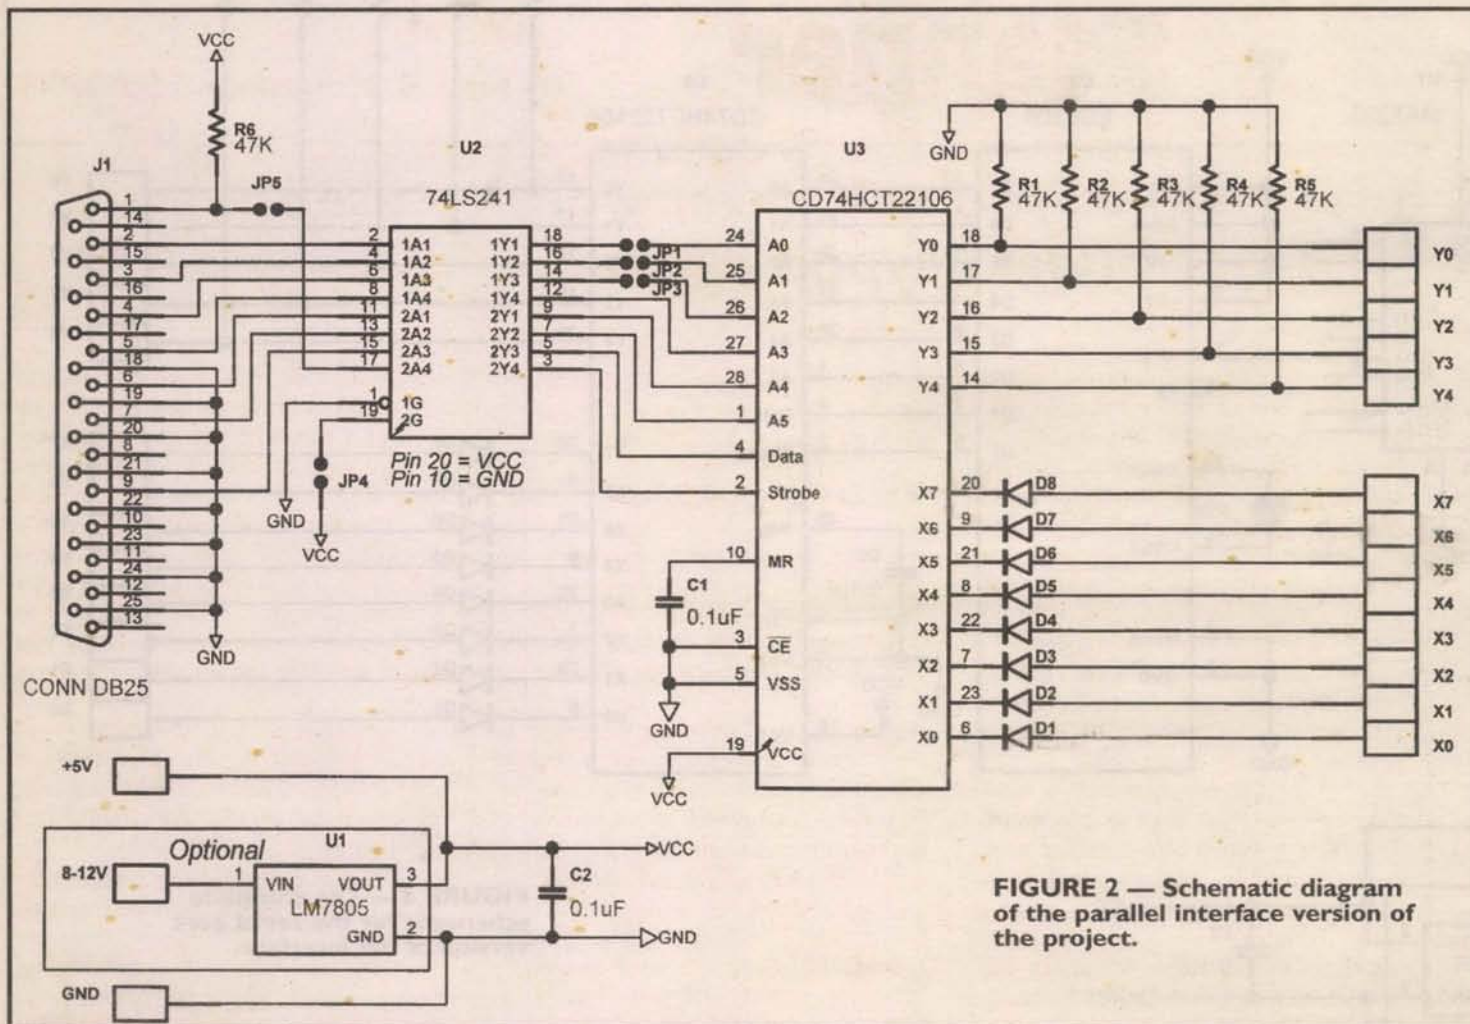 VCC
R6
47K
J1
JP5
1
14
2
15
3
16
4
17
5
18
6
19
7
20
8
21
9
22
10
23
11
24
12
25
13
GND
CONN DB25
U2
74LS241
2 1A1 1Y1 18
4 1A2 1Y2 16
6 1A3 1Y3 14
8 1A4 1Y4 12
11 2A1 2Y1 9
13 2A2 2Y2 7
15 2A3 2Y3 5
17 2A4 2Y4 3
1 1G
19 2G
Pin 20 = VCC
Pin 10 = GND
JP4
GND
VCC
JP1
JP2
JP3
U3
CD74HCT22106
24 A0 Y0 18
25 A1 Y1 17
26 A2 Y2 16
27 A3 Y3 15
28 A4 Y4 14
1 A5
4 Data
2 Strobe X7 20
X6 9
10 MR X5 21
X4 8
X3 22
3 CE
X2 7
5 VSS
X1 23
X0 6
19 VCC
C1
0.1uF
GND
VCC
GND
R1
47K
R2
47K
R3
47K
R4
47K
R5
47K
Y0
Y1
Y2
Y3
Y4
D8
D7
D6
D5
D4
D3
D2
D1
X7
X6
X5
X4
X3
X2
X1
X0
+5V
Optional
U1
8-12V
1 VIN VOUT 3
LM7805
GND 2
GND
C2
0.1uF
VCC
GND
FIGURE 2 — Schematic diagram
of the parallel interface version of
the project.